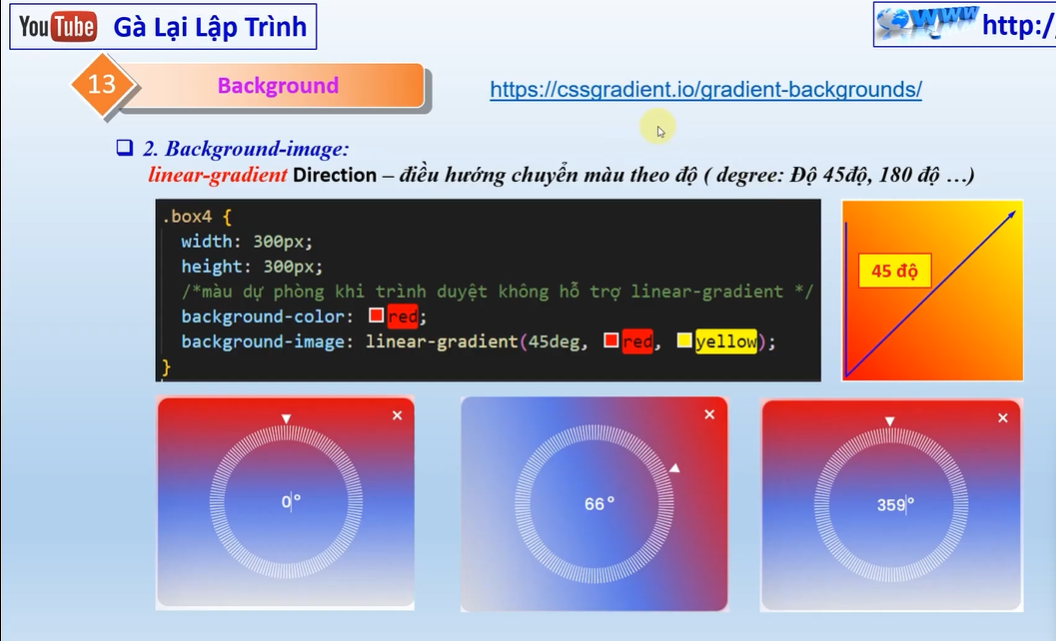 YouTube Gà Lại Lập Trình
www http:/
13 Background
https://cssgradient.io/gradient-backgrounds/
2. Background-image:
linear-gradient Direction – điều hướng chuyển màu theo độ ( degree: Độ 45độ, 180 độ …)
.box4 {
width: 300px;
height: 300px;
/*màu dự phòng khi trình duyệt không hỗ trợ linear-gradient */
background-color: red;
background-image: linear-gradient(45deg, red, yellow);
}
45 độ
0°
66°
359°